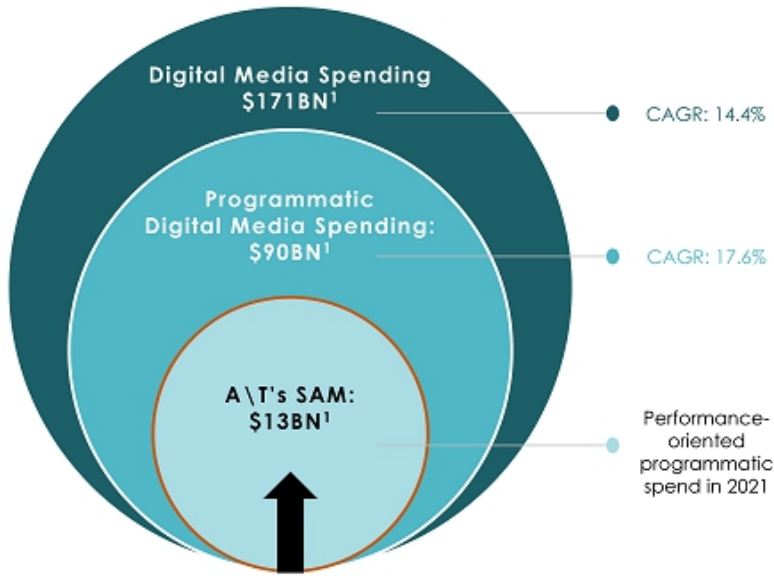 Digital Media Spending
$171BN¹
CAGR: 14.4%
Programmatic
Digital Media Spending:
$90BN¹
CAGR: 17.6%
A\T's SAM:
$13BN¹
Performance-
oriented
programmatic
spend in 2021